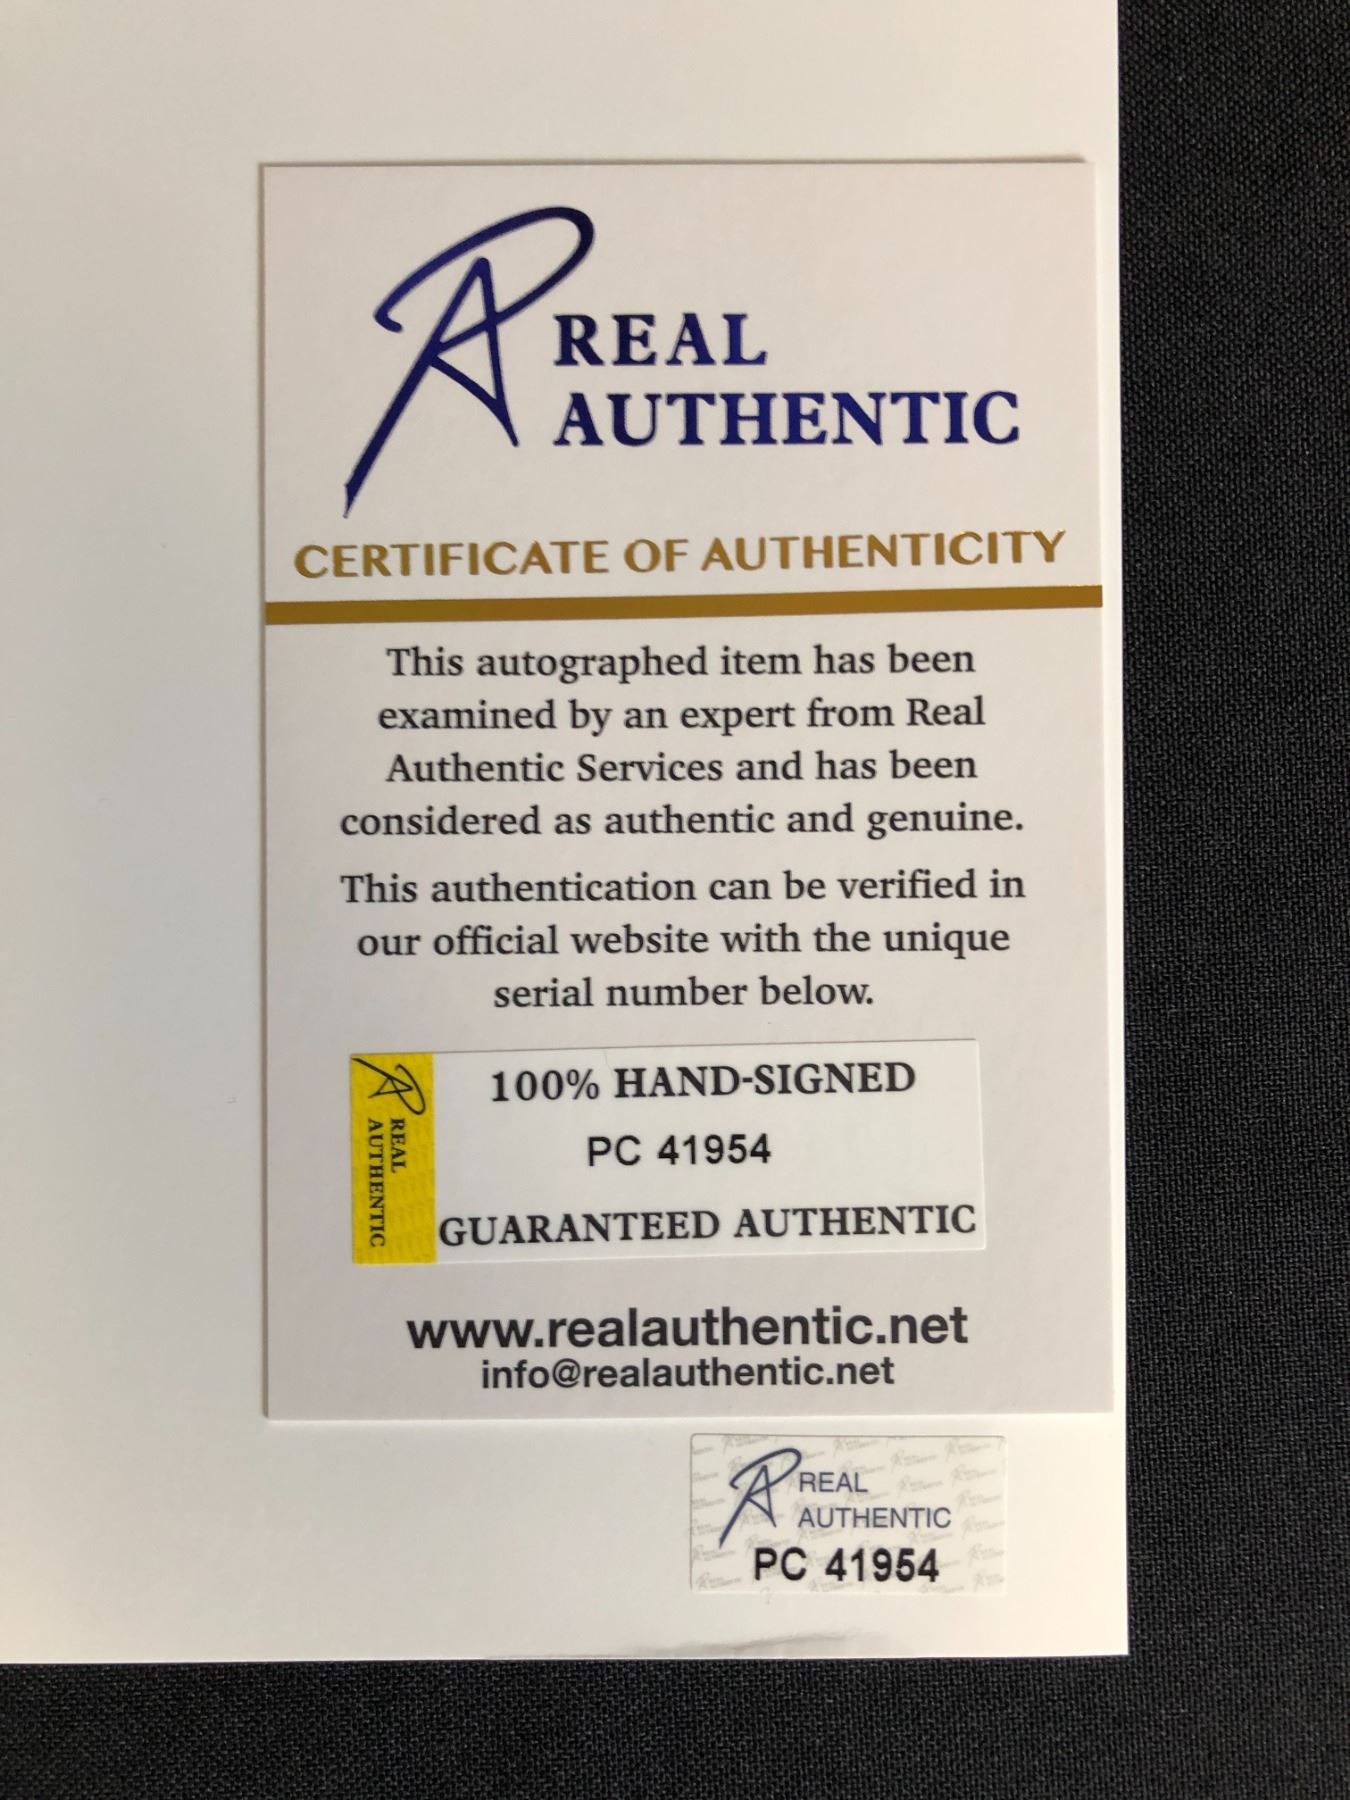 REAL
AUTHENTIC
CERTIFICATE OF AUTHENTICITY
This autographed item has been
examined by an expert from Real
Authentic Services and has been
considered as authentic and genuine.
This authentication can be verified in
our official website with the unique
serial number below.
REAL
AUTHENTIC
100% HAND-SIGNED
PC 41954
GUARANTEED AUTHENTIC
www.realauthentic.net
info@realauthentic.net
REAL
AUTHENTIC
PC 41954